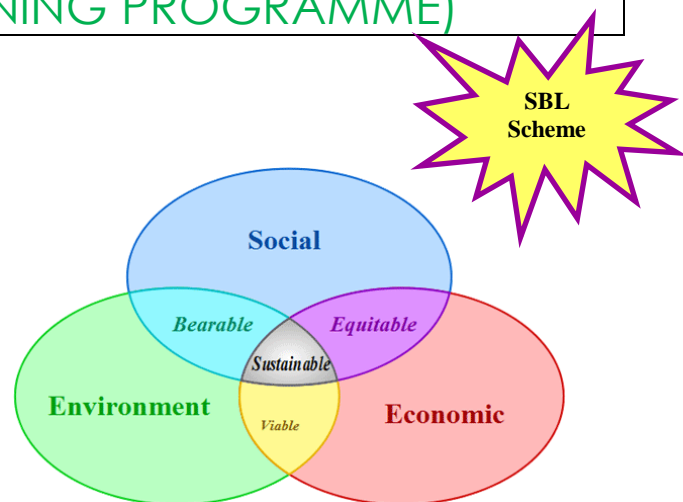 NING PROGRAMME)
SBL
Scheme
Social
Bearable
Equitable
Sustainable
Environment
Economic
Viable